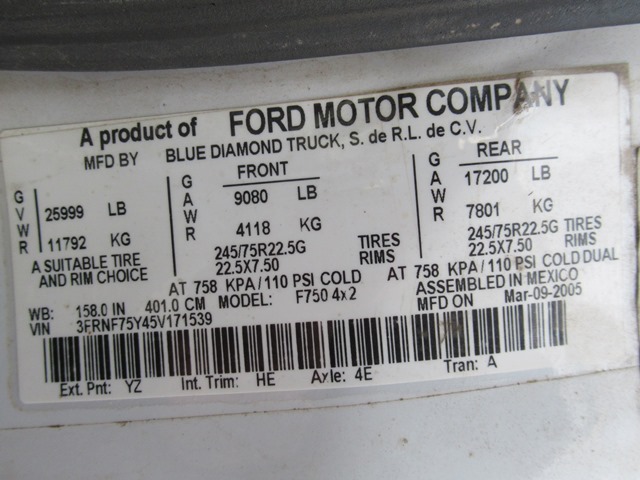 A product of FORD MOTOR COMPANY
MFD BY BLUE DIAMOND TRUCK, S. de R.L. de C.V.
GVWR 25999 LB 11792 KG
FRONT GAWR 9080 LB 4118 KG
REAR GAWR 17200 LB 7801 KG
A SUITABLE TIRE AND RIM CHOICE
245/75R22.5G TIRES 22.5X7.50 RIMS
245/75R22.5G TIRES 22.5X7.50 RIMS
AT 758 KPA/110 PSI COLD AT 758 KPA/110 PSI COLD DUAL
WB: 158.0 IN 401.0 CM MODEL: F750 4x2 ASSEMBLED IN MEXICO
VIN 3FRNF75Y45V171539 MFD ON Mar-09-2005
Ext. Pnt: YZ Int. Trim: HE Axle: 4E Tran: A